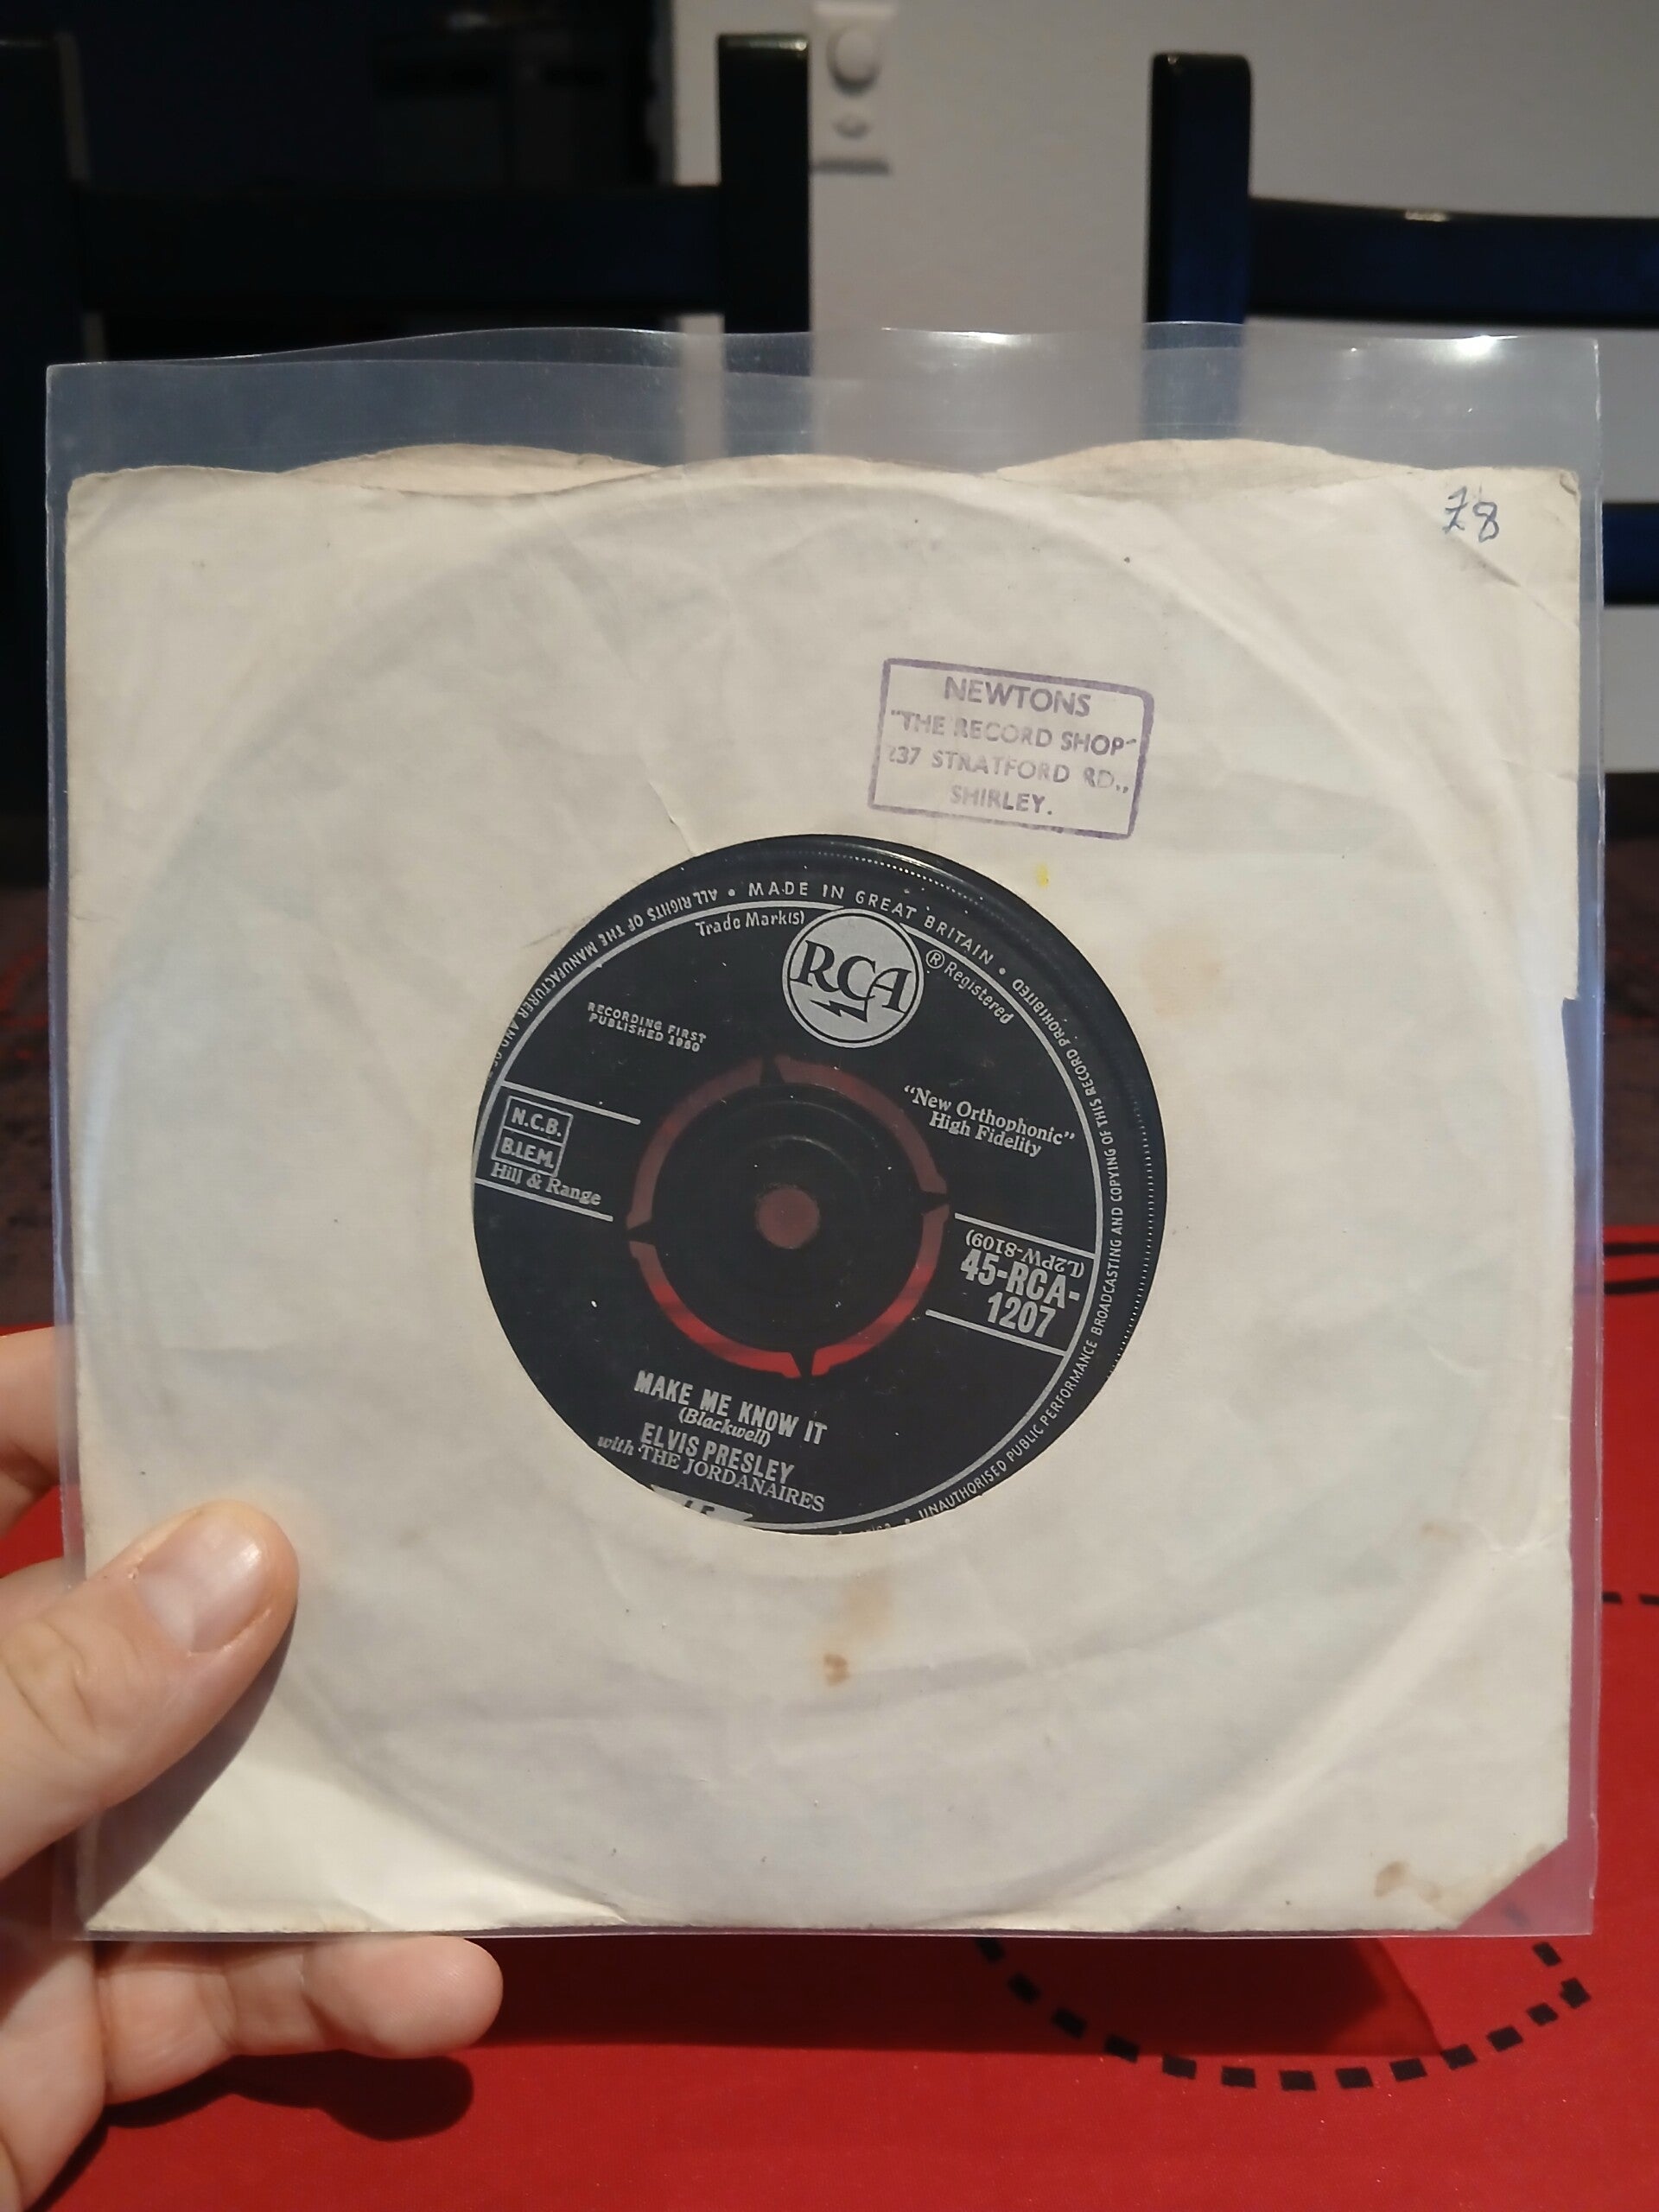 78
NEWTONS
"THE RECORD SHOP"
237 STRATFORD RD.,
SHIRLEY.
ALL RIGHTS OF THE MANUFACTURER AND OF
• MADE IN GREAT BRITAIN •
UNAUTHORISED PUBLIC PERFORMANCE BROADCASTING AND COPYING OF THIS RECORD PROHIBITED
Trade Mark(s)
RCA
® Registered
RECORDING FIRST
PUBLISHED 1960
"New Orthophonic"
High Fidelity
N.C.B.
B.I.E.M.
Hill & Range
(L2PW-8109)
45-RCA-
1207
MAKE ME KNOW IT
(Blackwell)
ELVIS PRESLEY
with THE JORDANAIRES